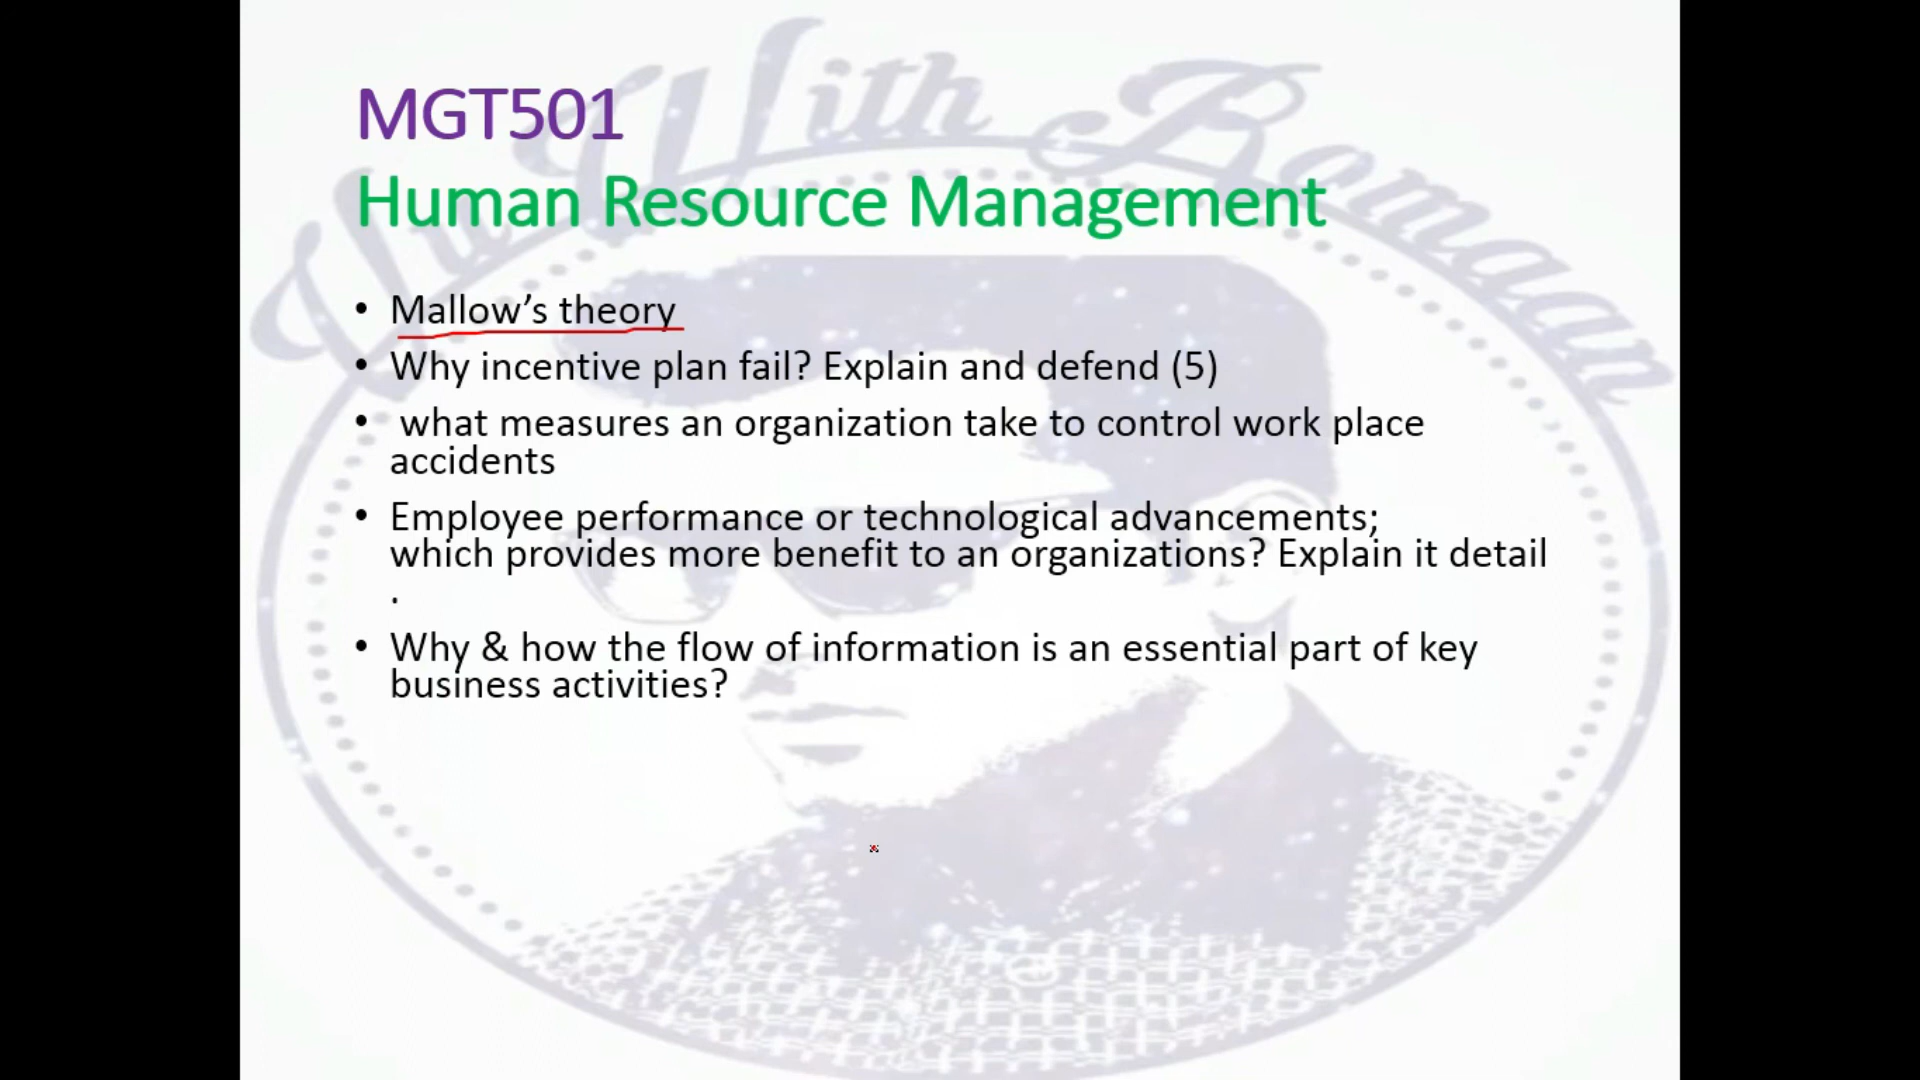 MGT501
Human Resource Management
• Mallow’s theory
• Why incentive plan fail? Explain and defend (5)
• what measures an organization take to control work place
accidents
• Employee performance or technological advancements;
which provides more benefit to an organizations? Explain it detail
.
• Why & how the flow of information is an essential part of key
business activities?
With Romaan